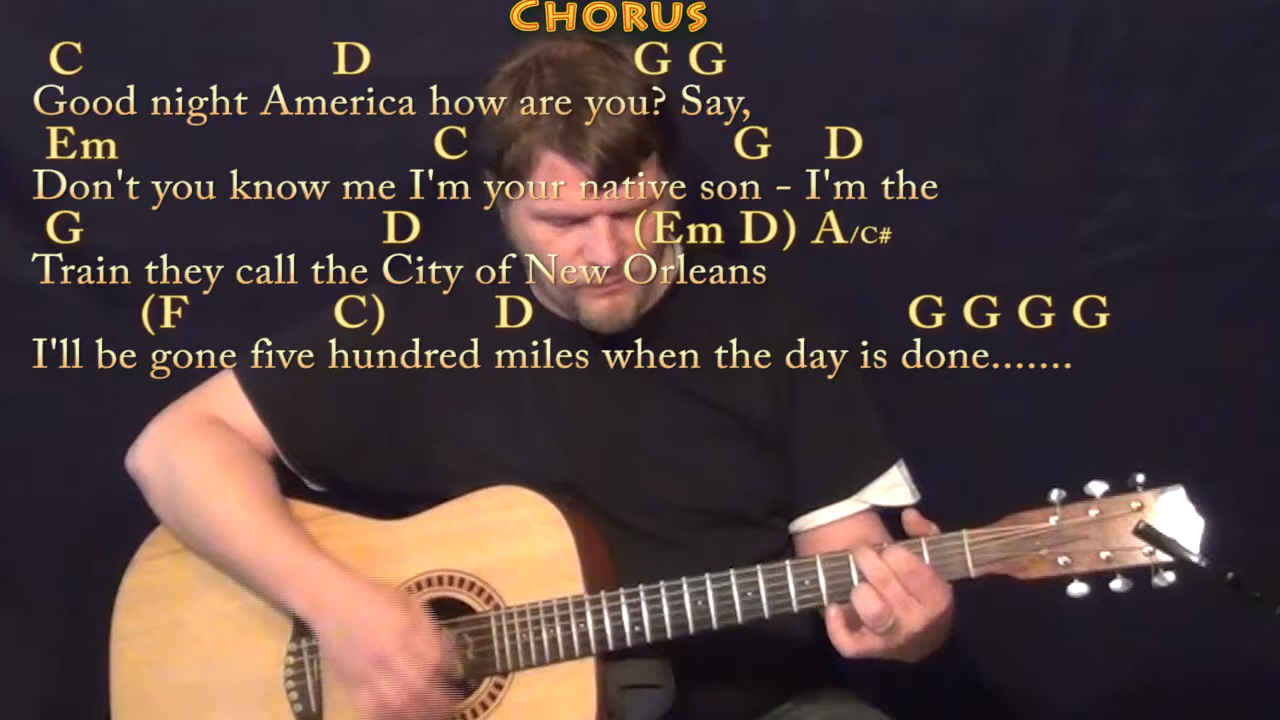 CHORUS
C D G G
Good night America how are you? Say,
Em C G D
Don't you know me I'm your native son - I'm the
G D (Em D) A/C#
Train they call the City of New Orleans
(F C) D G G G G
I'll be gone five hundred miles when the day is done.......